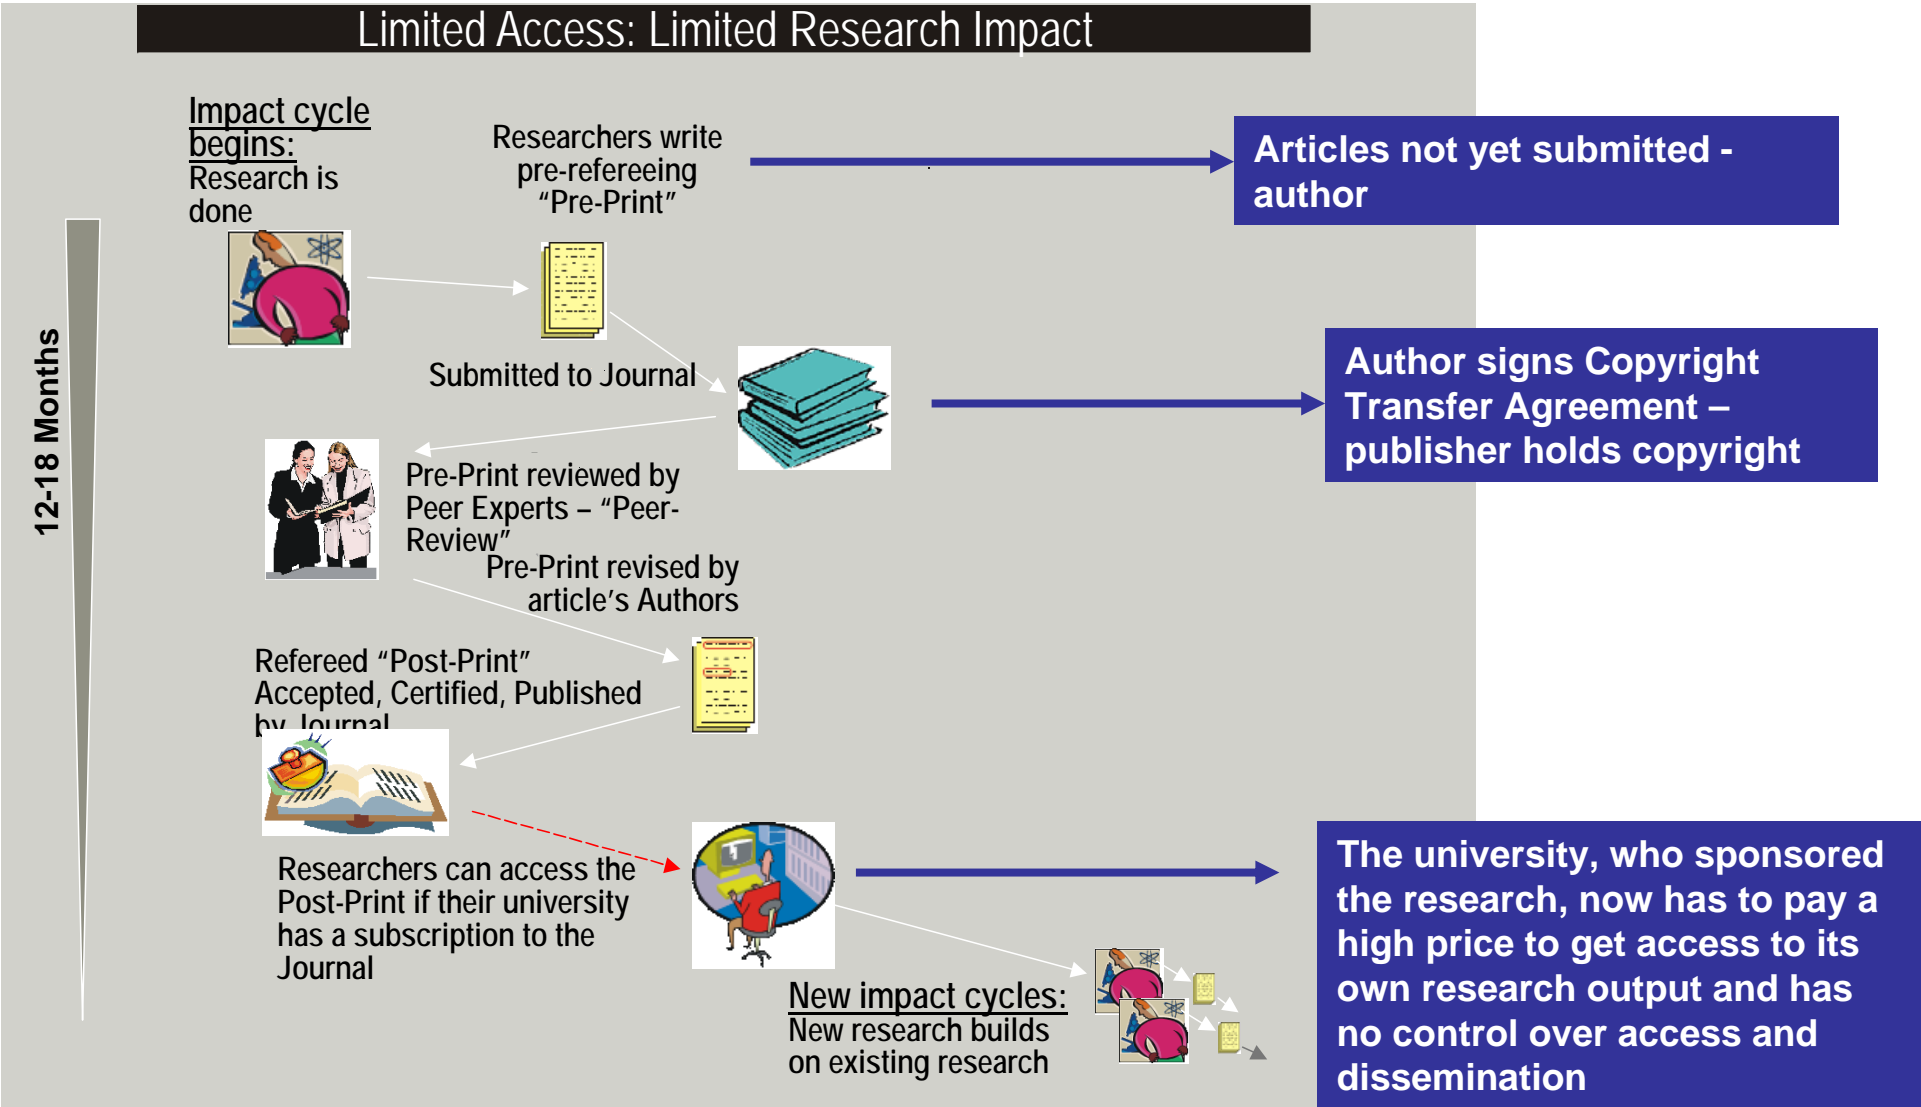 Limited Access: Limited Research Impact
Impact cycle
begins:
Research is
done
Researchers write
pre-refereeing
“Pre-Print”
Articles not yet submitted -
author
12-18 Months
Submitted to Journal
Author signs Copyright
Transfer Agreement –
publisher holds copyright
Pre-Print reviewed by
Peer Experts – “Peer-
Review”
Pre-Print revised by
article’s Authors
Refereed “Post-Print”
Accepted, Certified, Published
by Journal
Researchers can access the
Post-Print if their university
has a subscription to the
Journal
The university, who sponsored
the research, now has to pay a
high price to get access to its
own research output and has
no control over access and
dissemination
New impact cycles:
New research builds
on existing research